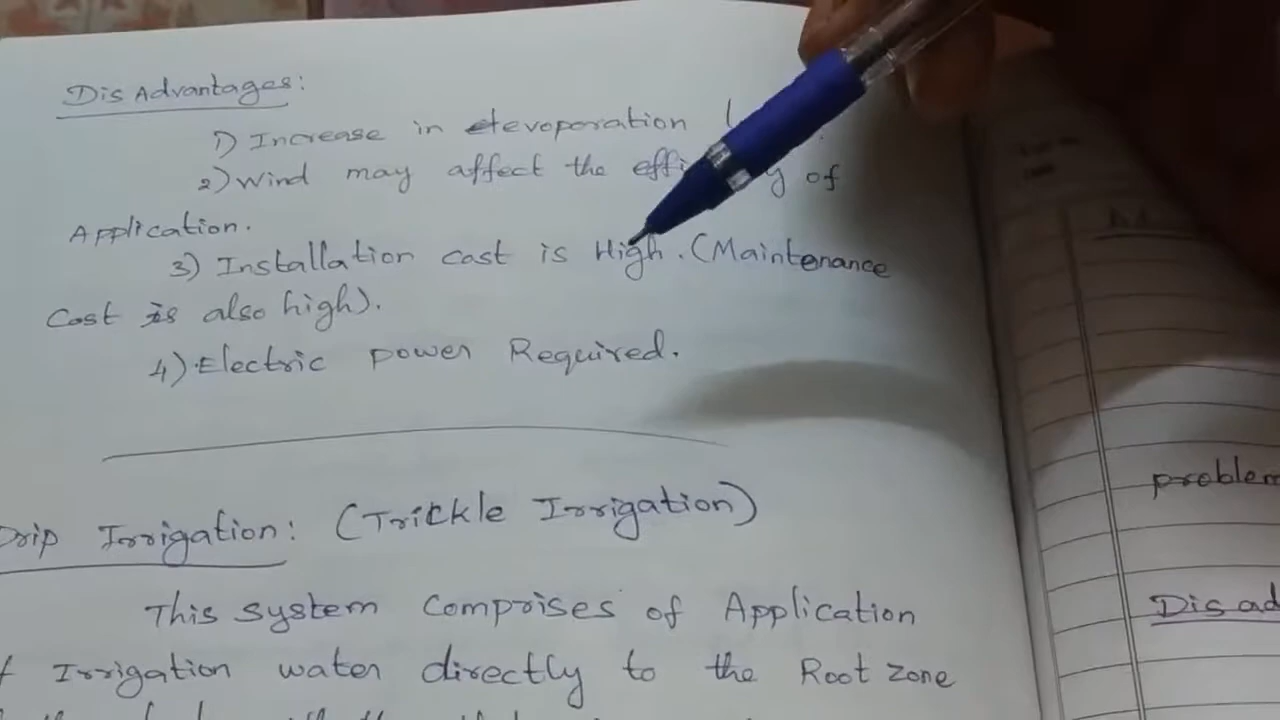 Dis Advantages:
1) Increase in evoporation
2) Wind may affect the of
Application.
3) Installation cost is High. (Maintenance
Cost is also high).
4) Electric power Required.
Drip Irrigation: (Trickle Irrigation)
This system comprises of Application
Irrigation water directly to the Root zone
problem
Dis ad